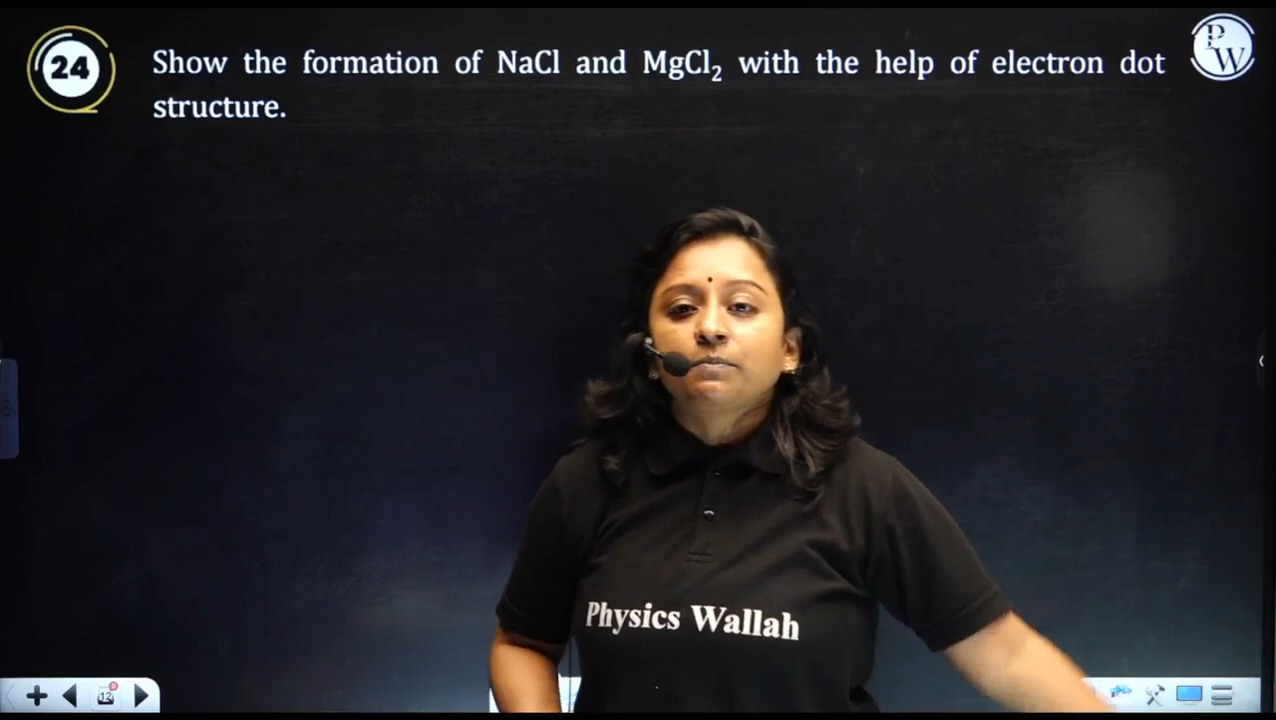 24
Show the formation of NaCl and MgCl₂ with the help of electron dot
structure.
PW
Physics Wallah
12